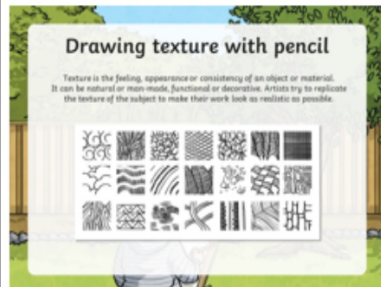 Drawing texture with pencil
Texture is the feeling, appearance or consistency of an object or material.
It can be natural or man-made, functional or decorative. Artists try to replicate
the texture of the subject to make their work look as realistic as possible.